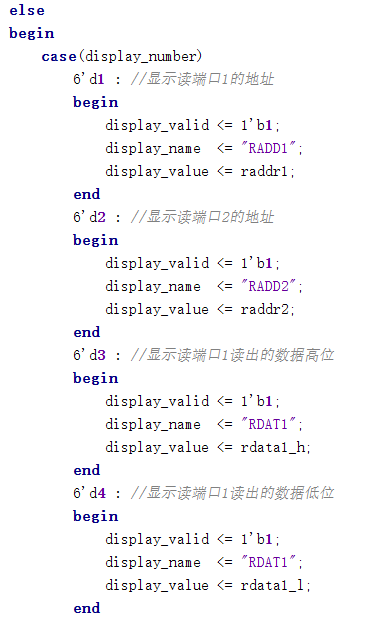 else
begin
    case(display_number)
        6'd1 : //显示读端口1的地址
        begin
            display_valid <= 1'b1;
            display_name  <= "RADD1";
            display_value <= raddr1;
        end
        6'd2 : //显示读端口2的地址
        begin
            display_valid <= 1'b1;
            display_name  <= "RADD2";
            display_value <= raddr2;
        end
        6'd3 : //显示读端口1读出的数据高位
        begin
            display_valid <= 1'b1;
            display_name  <= "RDAT1";
            display_value <= rdata1_h;
        end
        6'd4 : //显示读端口1读出的数据低位
        begin
            display_valid <= 1'b1;
            display_name  <= "RDAT1";
            display_value <= rdata1_l;
        end